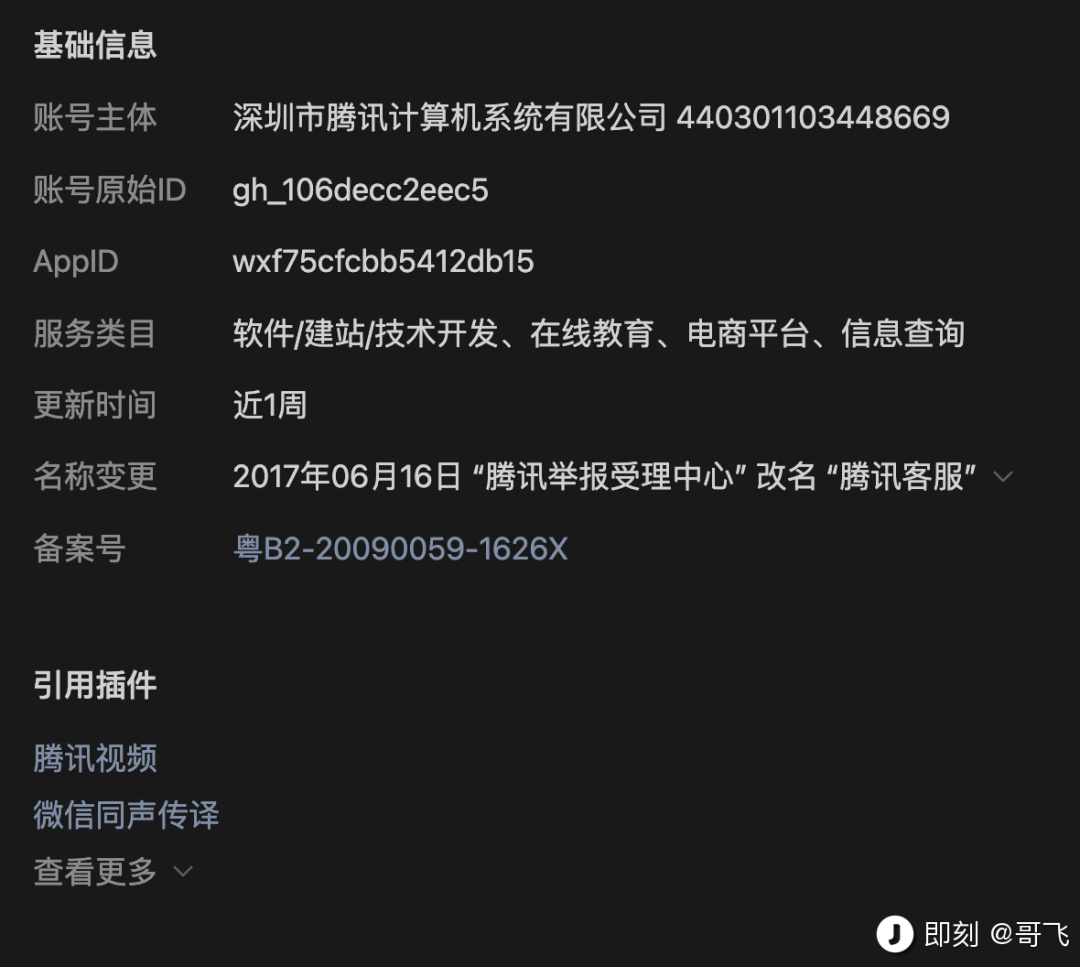 基础信息
账号主体 深圳市腾讯计算机系统有限公司 440301103448669
账号原始ID gh_106decc2eec5
AppID wxf75cfcbb5412db15
服务类目 软件/建站/技术开发、在线教育、电商平台、信息查询
更新时间 近1周
名称变更 2017年06月16日 “腾讯举报受理中心” 改名 “腾讯客服”
备案号 粤B2-20090059-1626X
引用插件
腾讯视频
微信同声传译
查看更多
即刻 @哥飞